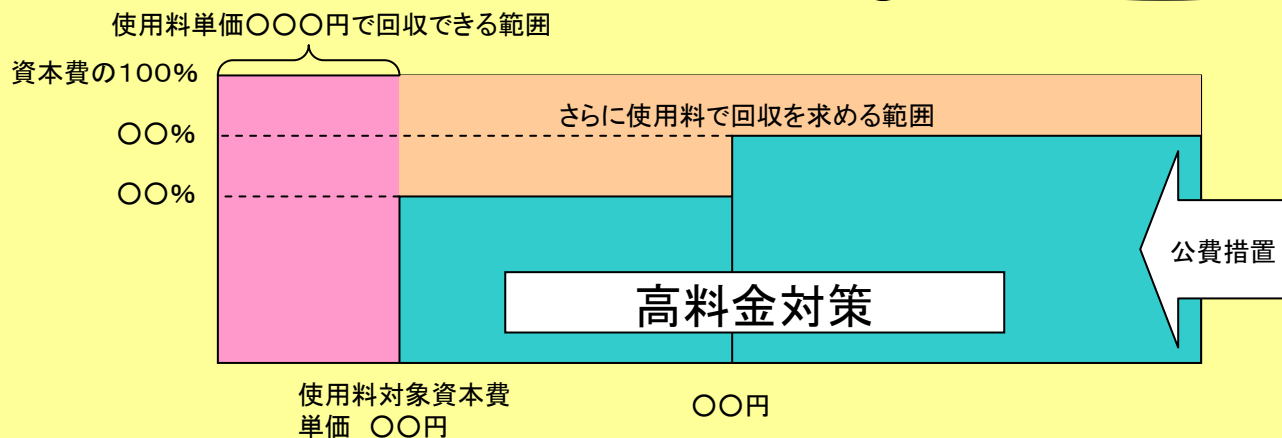 使用料単価〇〇〇円で回収できる範囲
資本費の100%
さらに使用料で回収を求める範囲
〇〇%
〇〇%
公費措置
高料金対策
使用料対象資本費
単価 〇〇円
〇〇円